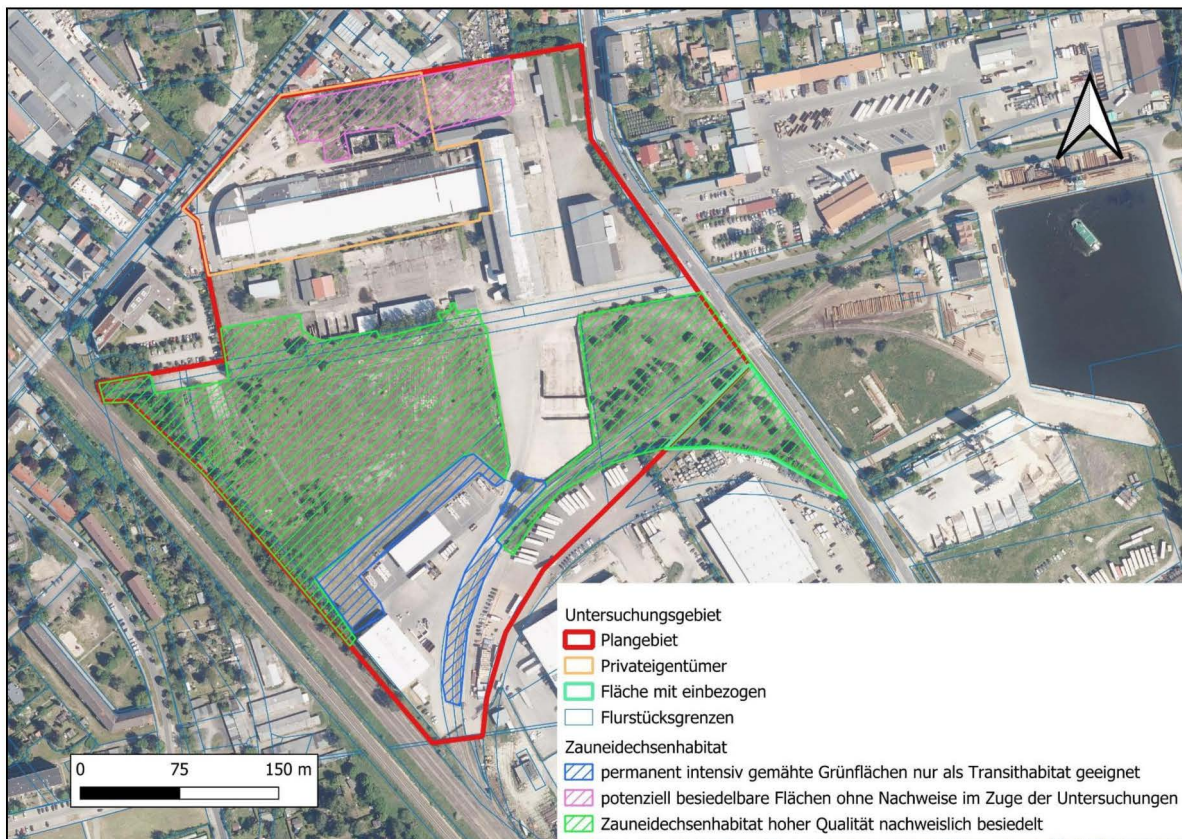 0 75 150 m
Untersuchungsgebiet
Plangebiet
Privateigentümer
Fläche mit einbezogen
Flurstücksgrenzen
Zauneidechsenhabitat
permanent intensiv gemähte Grünflächen nur als Transithabitat geeignet
potenziell besiedelbare Flächen ohne Nachweise im Zuge der Untersuchungen
Zauneidechsenhabitat hoher Qualität nachweislich besiedelt